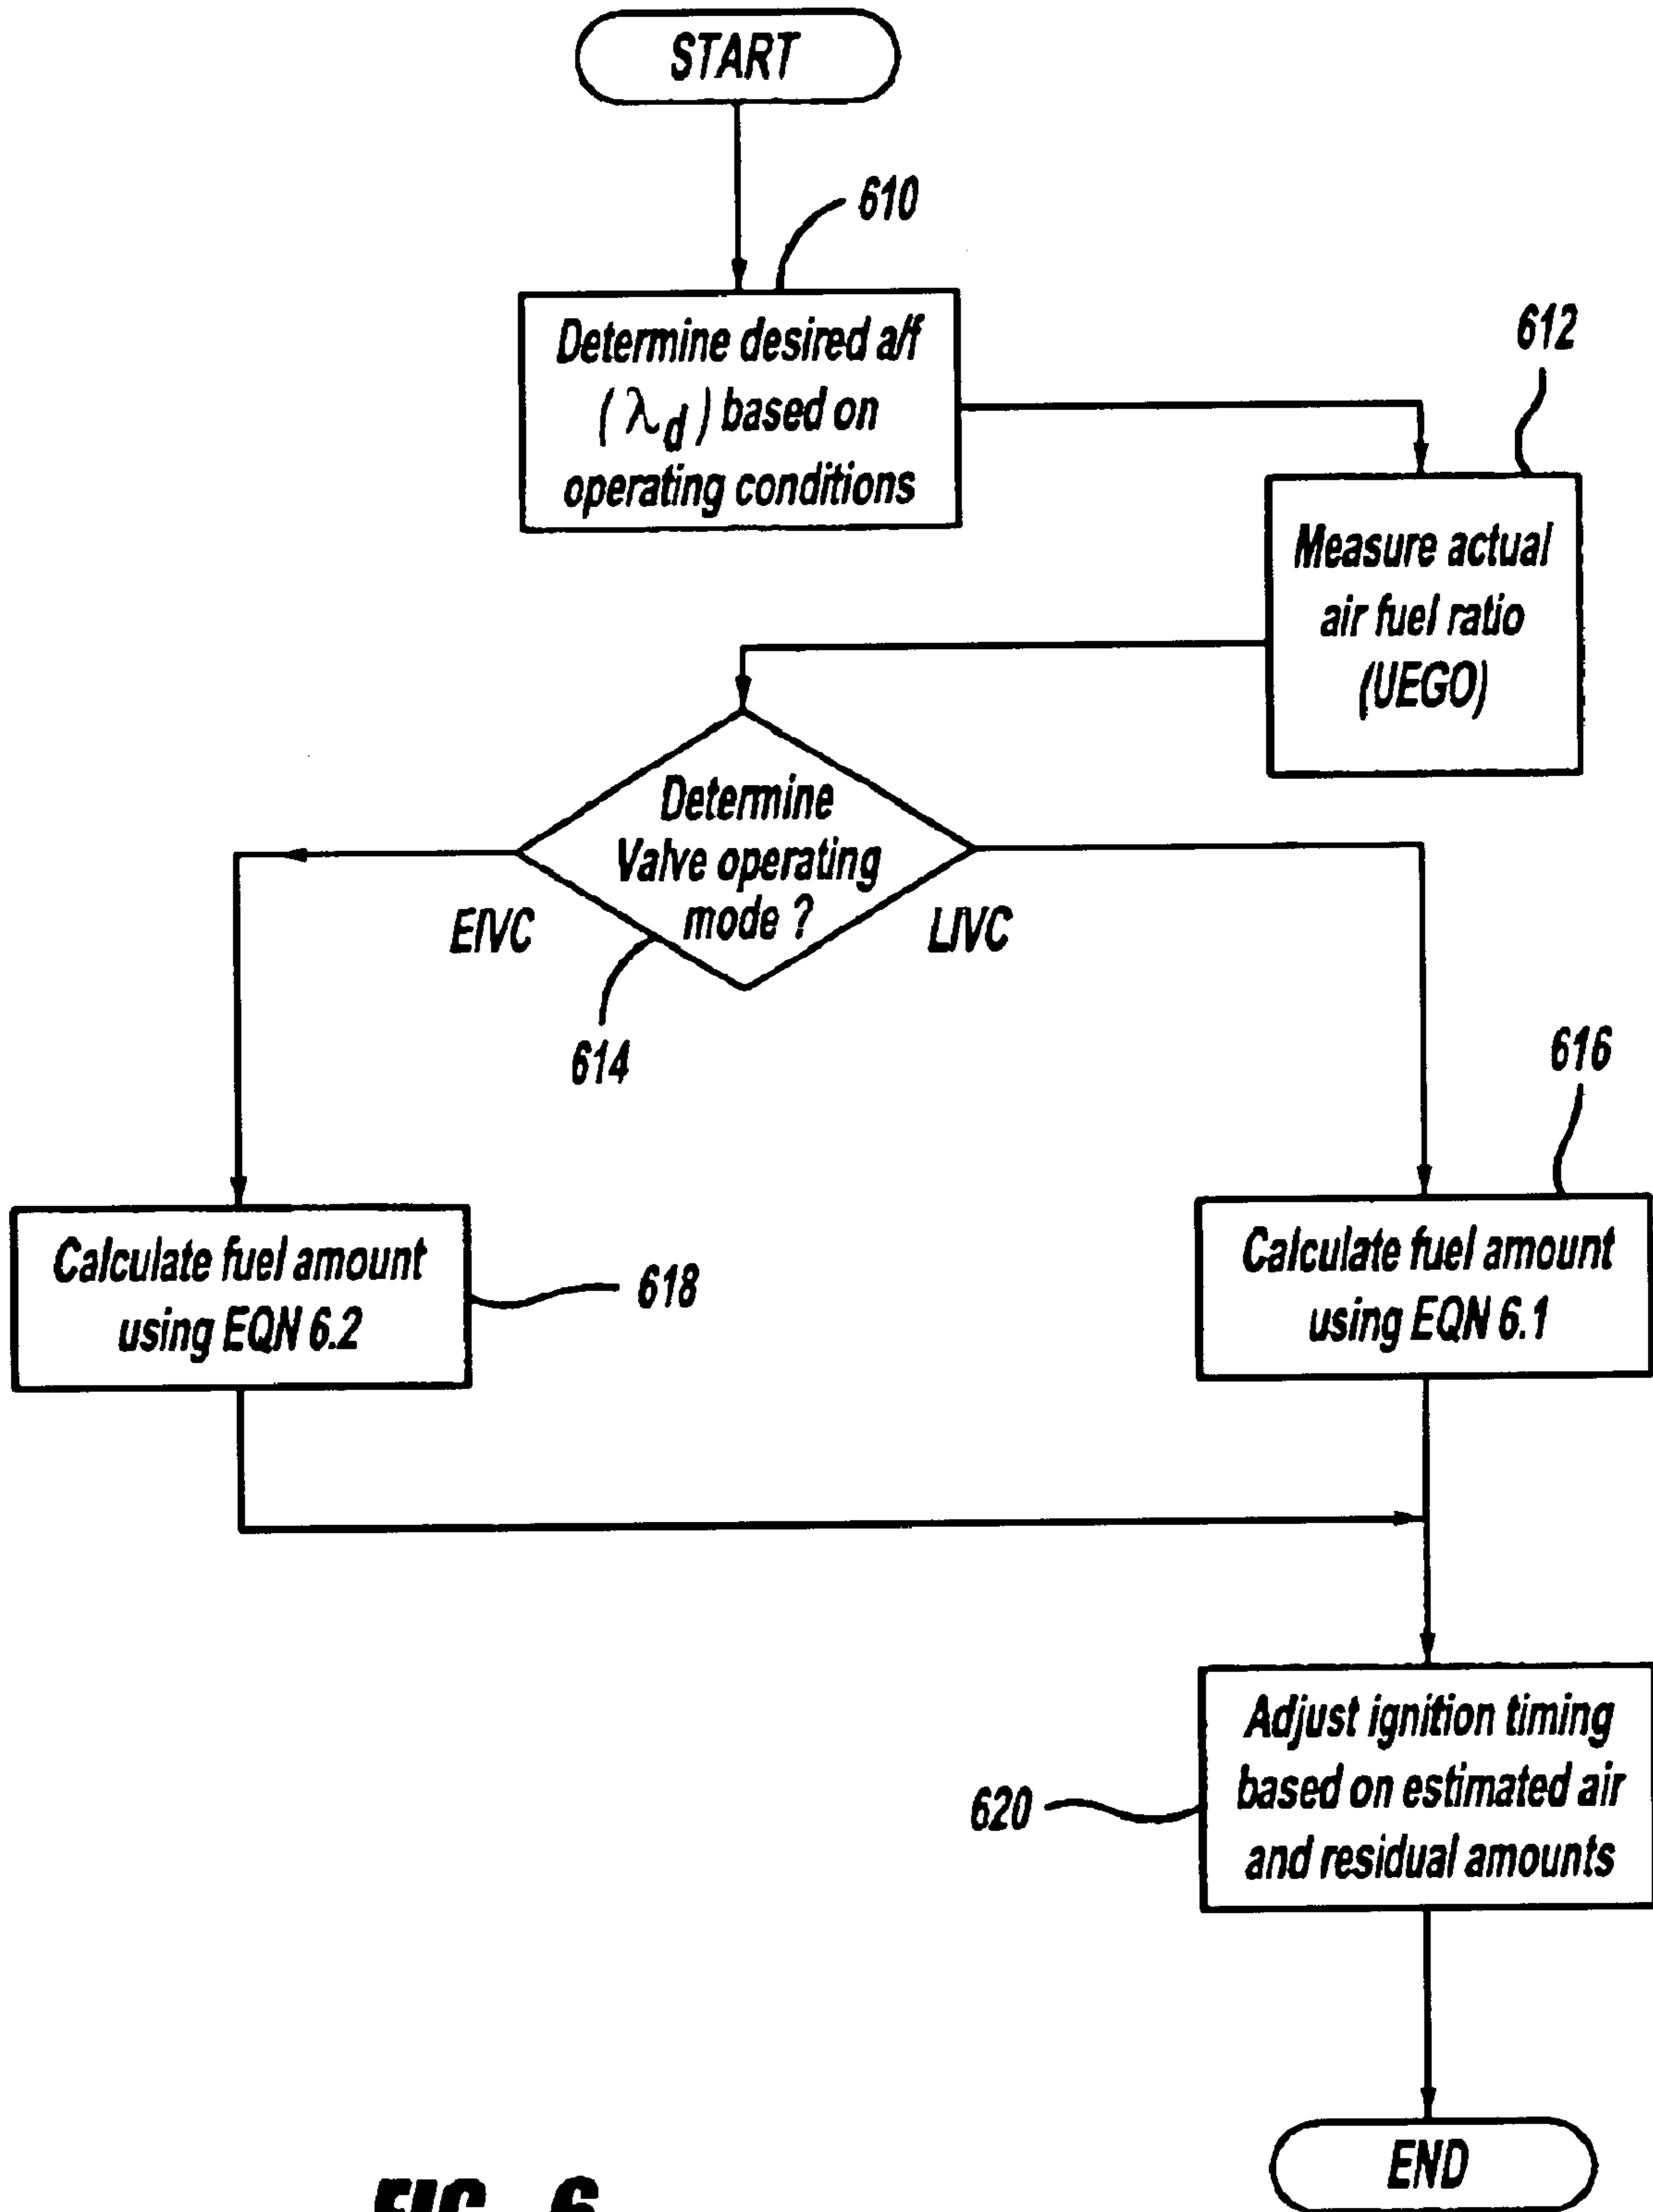 START
610
Determine desired a/f
(λd) based on
operating conditions
612
Measure actual
air fuel ratio
(UEGO)
Determine
Valve operating
mode ?
EIVC
LIVC
614
616
Calculate fuel amount
using EQN 6.2
618
Calculate fuel amount
using EQN 6.1
Adjust ignition timing
based on estimated air
and residual amounts
620
END
FIG. 6